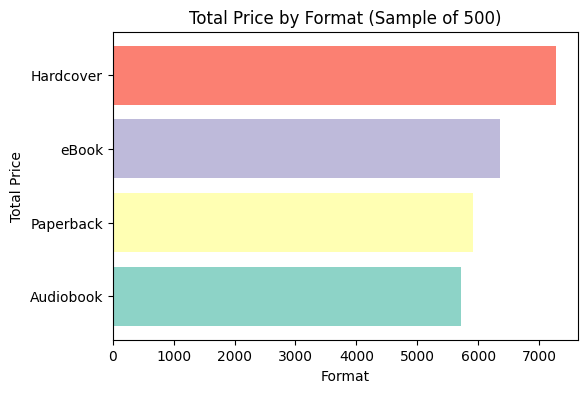 Total Price by Format (Sample of 500)
Total Price
Hardcover
eBook
Paperback
Audiobook
0 1000 2000 3000 4000 5000 6000 7000
Format